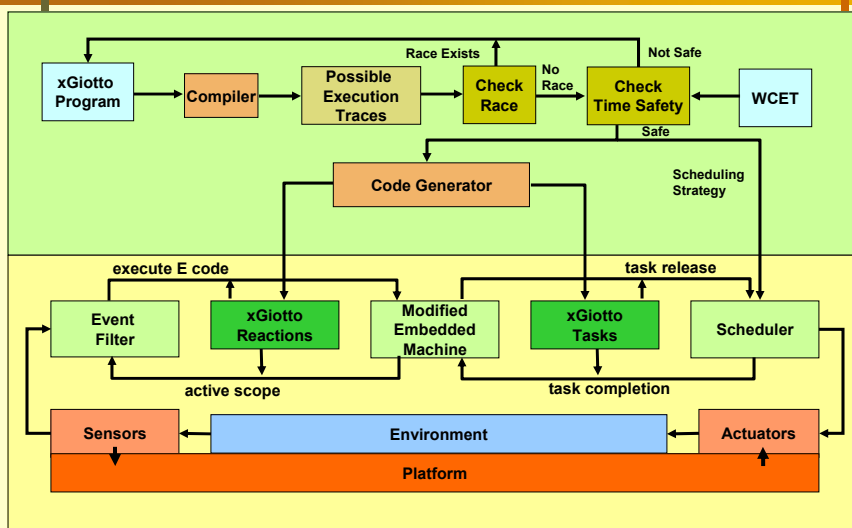 Race Exists
Not Safe
xGiotto
Program
Compiler
Possible
Execution
Traces
Check
Race
No
Race
Check
Time Safety
WCET
Safe
Code Generator
Scheduling
Strategy
execute E code
task release
Event
Filter
xGiotto
Reactions
Modified
Embedded
Machine
xGiotto
Tasks
Scheduler
active scope
task completion
Sensors
Environment
Actuators
Platform